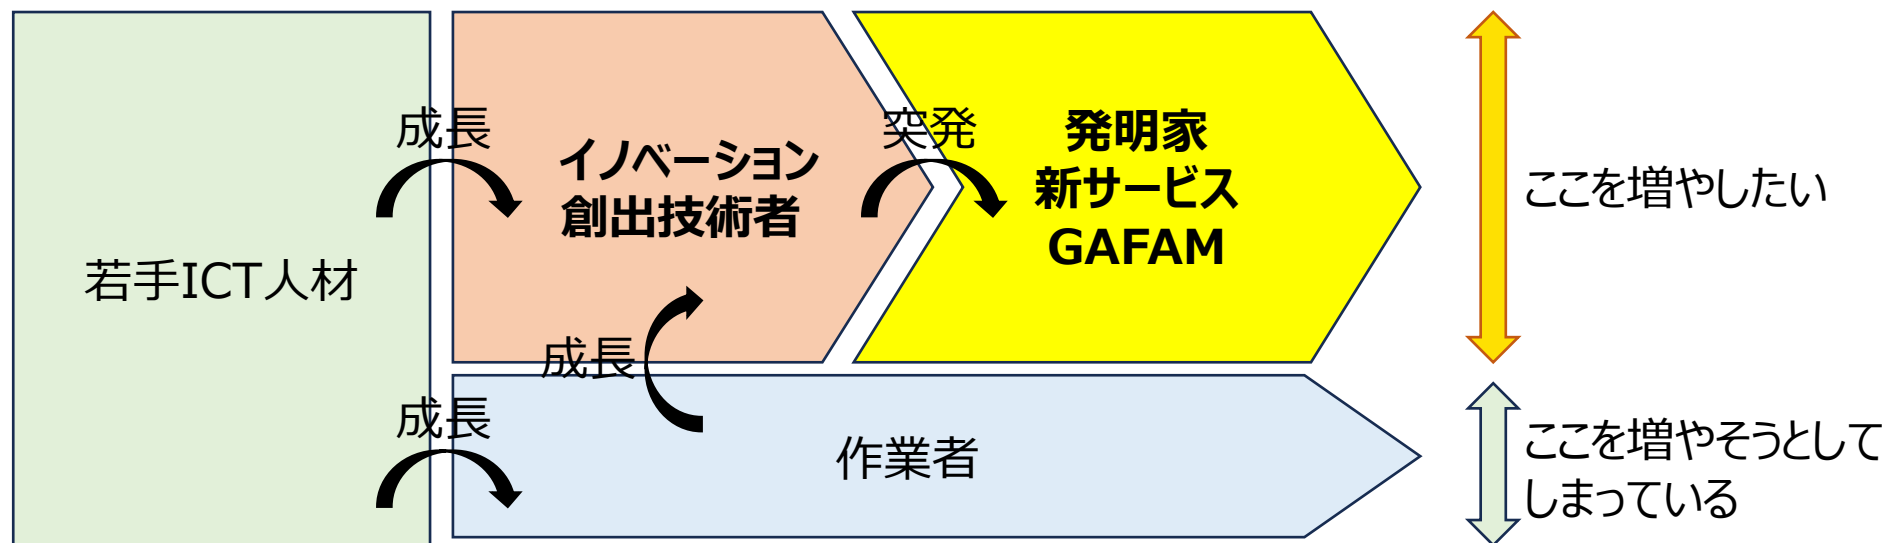 若手ICT人材
成長
イノベーション
創出技術者
突発
発明家
新サービス
GAFAM
ここを増やしたい
成長
成長
作業者
ここを増やそうとして
しまっている